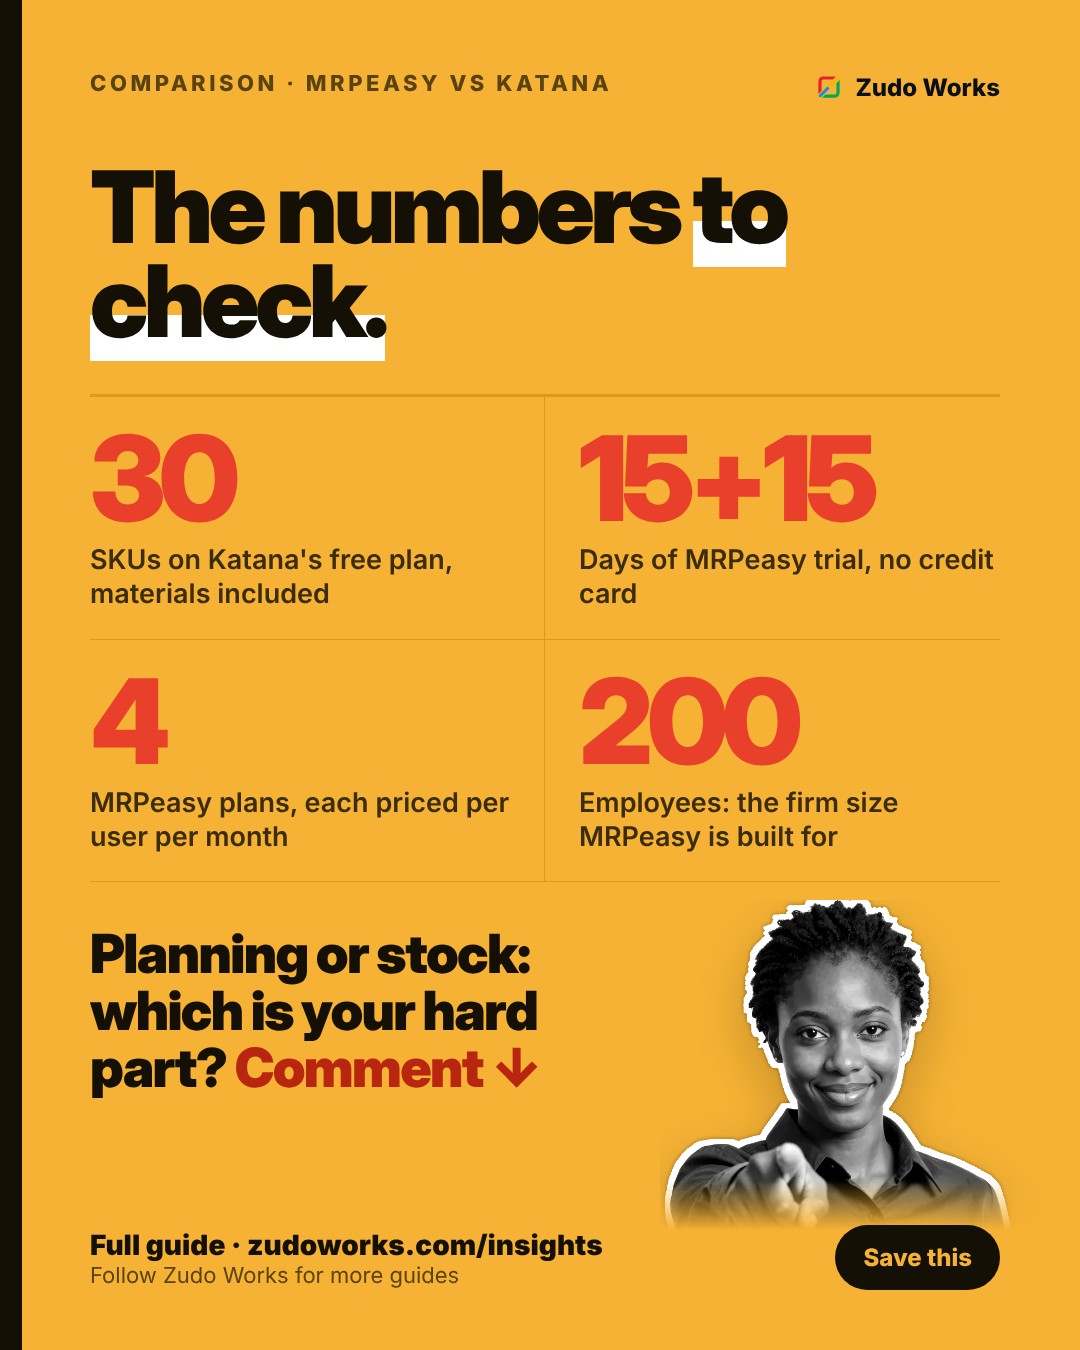 COMPARISON · MRPEASY VS KATANA
Zudo Works
The numbers to
check.
30
SKUs on Katana's free plan,
materials included
15+15
Days of MRPeasy trial, no credit
card
4
MRPeasy plans, each priced per
user per month
200
Employees: the firm size
MRPeasy is built for
Planning or stock:
which is your hard
part? Comment ↓
Full guide · zudoworks.com/insights
Follow Zudo Works for more guides
Save this